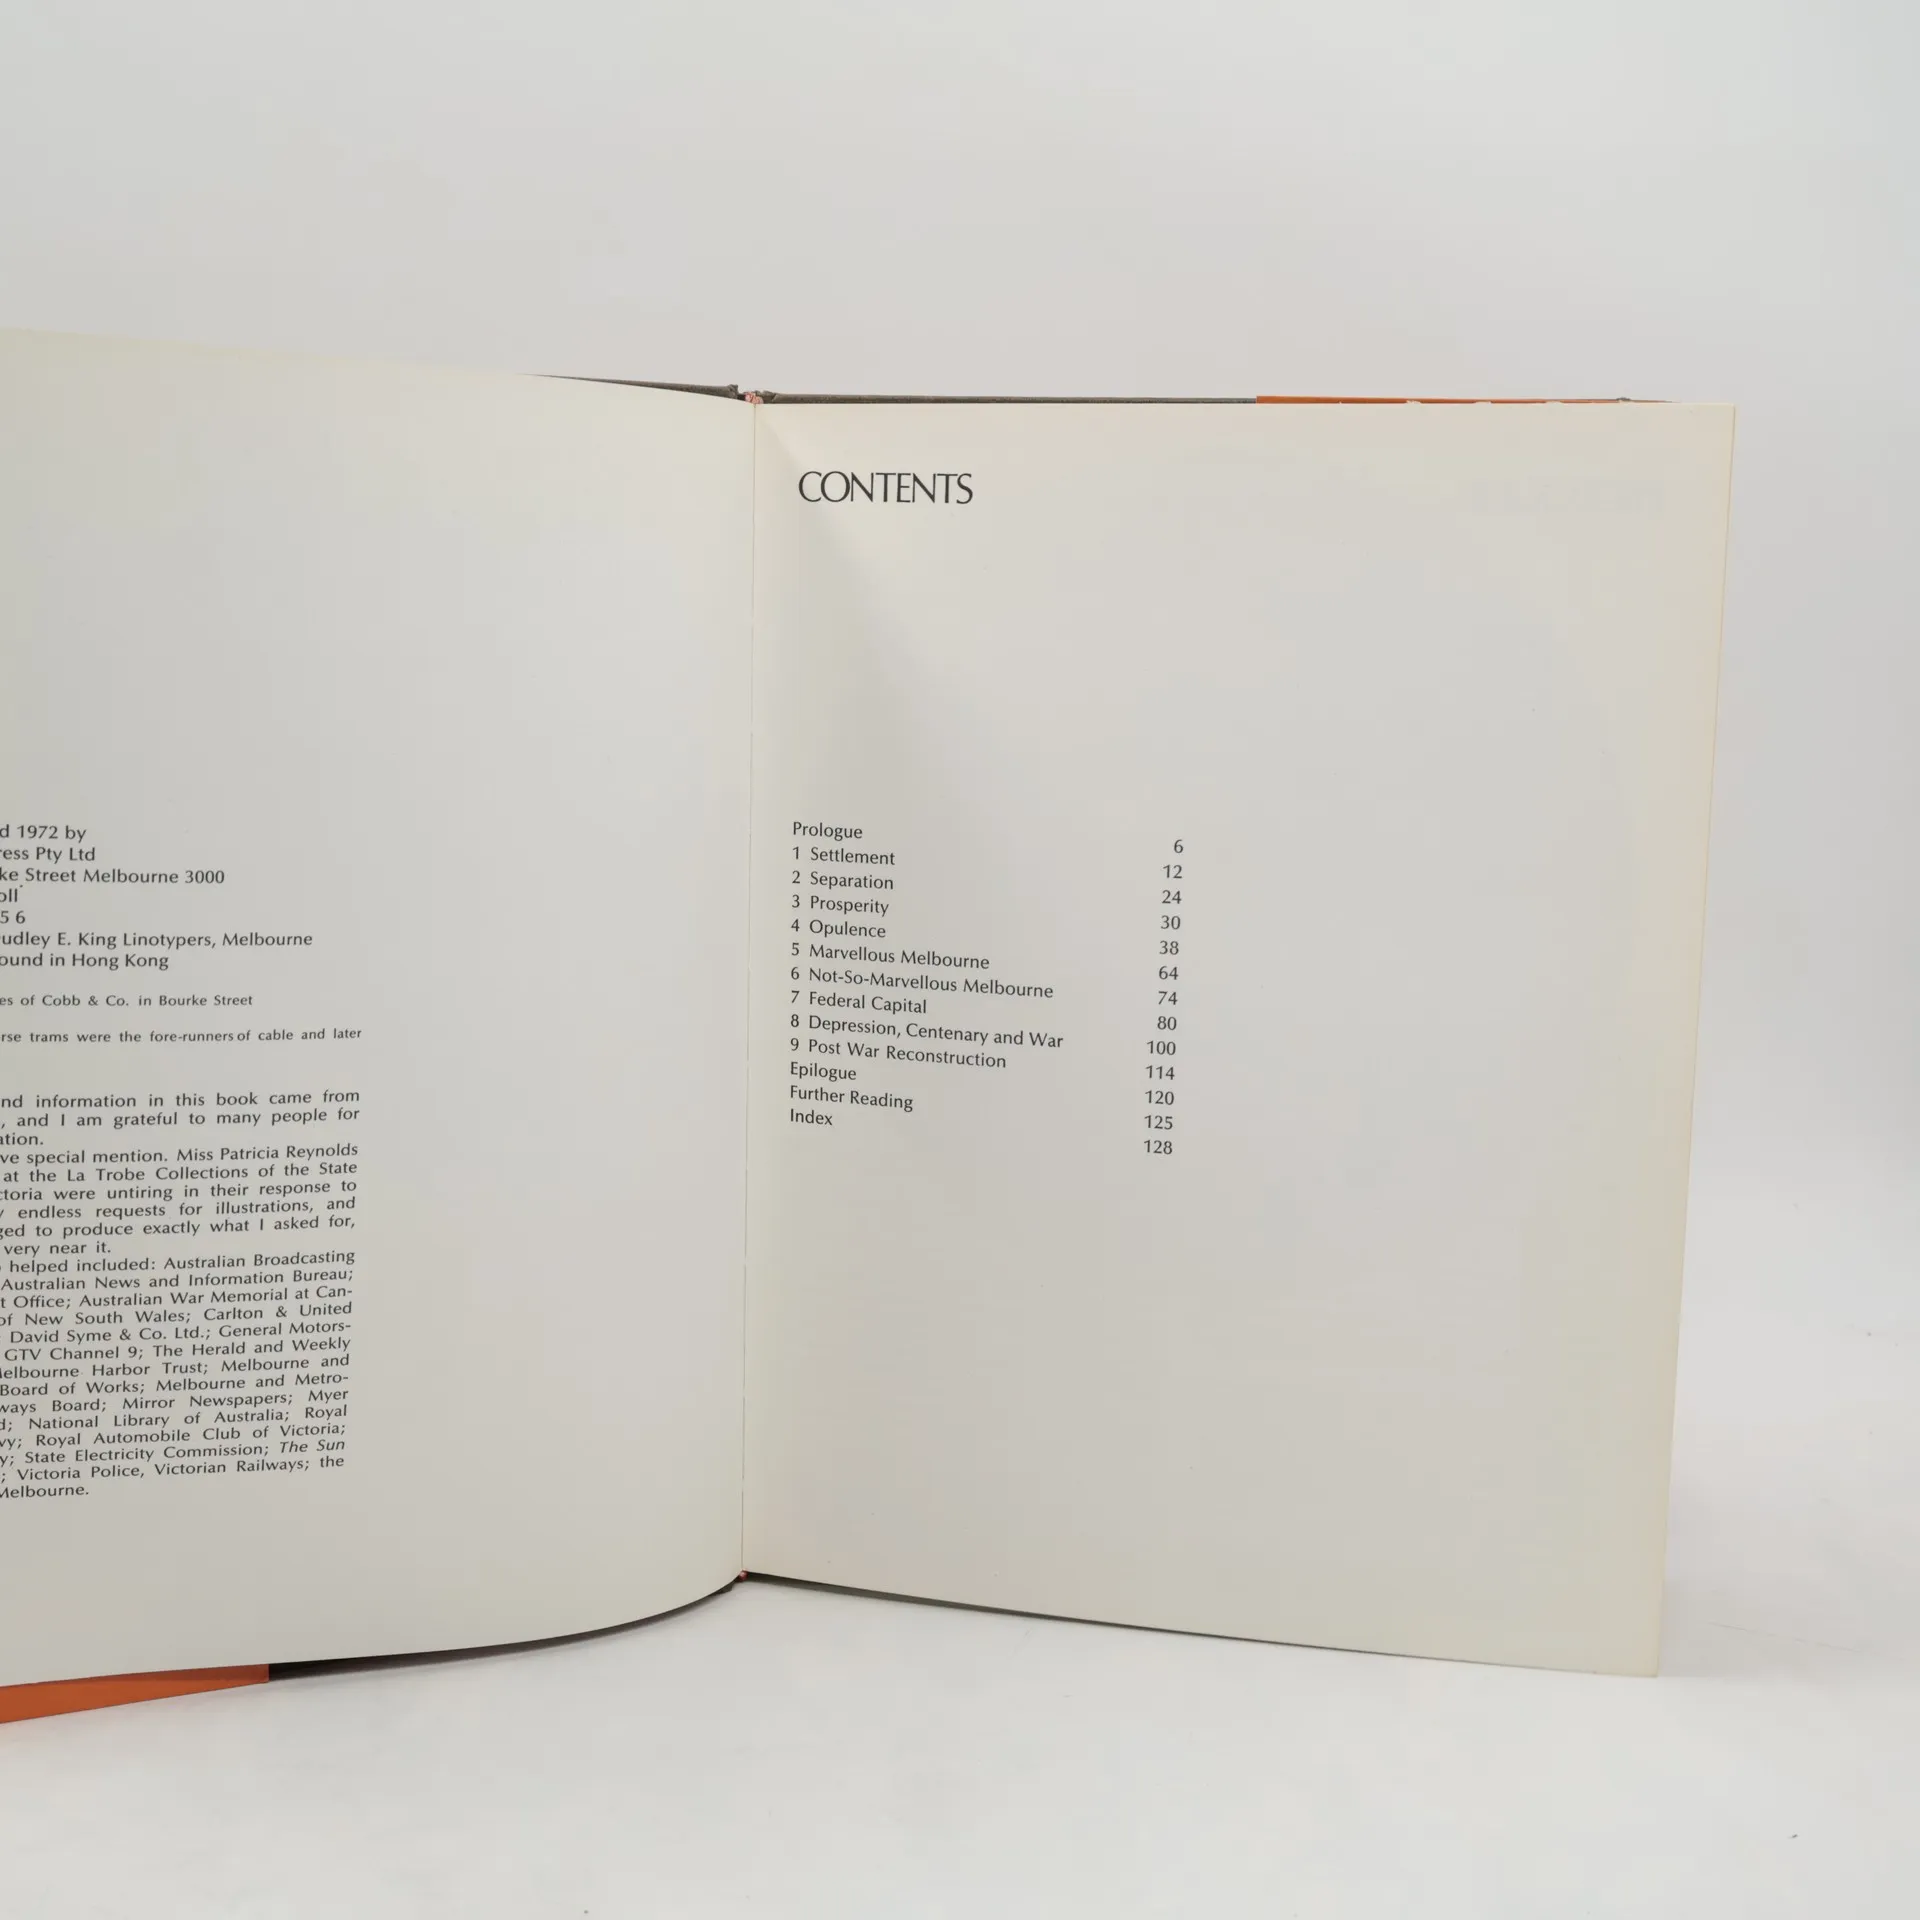 d 1972 by
ress Pty Ltd
ke Street Melbourne 3000
oll
5 6
udley E. King Linotypers, Melbourne
ound in Hong Kong
es of Cobb & Co. in Bourke Street
rse trams were the fore-runners of cable and later
nd information in this book came from
, and I am grateful to many people for
ation.
ve special mention. Miss Patricia Reynolds
at the La Trobe Collections of the State
ctoria were untiring in their response to
y endless requests for illustrations, and
ged to produce exactly what I asked for,
very near it.
o helped included: Australian Broadcasting
Australian News and Information Bureau;
t Office; Australian War Memorial at Can-
of New South Wales; Carlton & United
; David Syme & Co. Ltd.; General Motors-
GTV Channel 9; The Herald and Weekly
elbourne Harbor Trust; Melbourne and
Board of Works; Melbourne and Metro-
ways Board; Mirror Newspapers; Myer
d; National Library of Australia; Royal
vy; Royal Automobile Club of Victoria;
y; State Electricity Commission; The Sun
; Victoria Police, Victorian Railways; the
Melbourne.
CONTENTS
Prologue 6
1 Settlement 12
2 Separation 24
3 Prosperity 30
4 Opulence 38
5 Marvellous Melbourne 64
6 Not-So-Marvellous Melbourne 74
7 Federal Capital 80
8 Depression, Centenary and War 100
9 Post War Reconstruction 114
Epilogue 120
Further Reading 125
Index 128